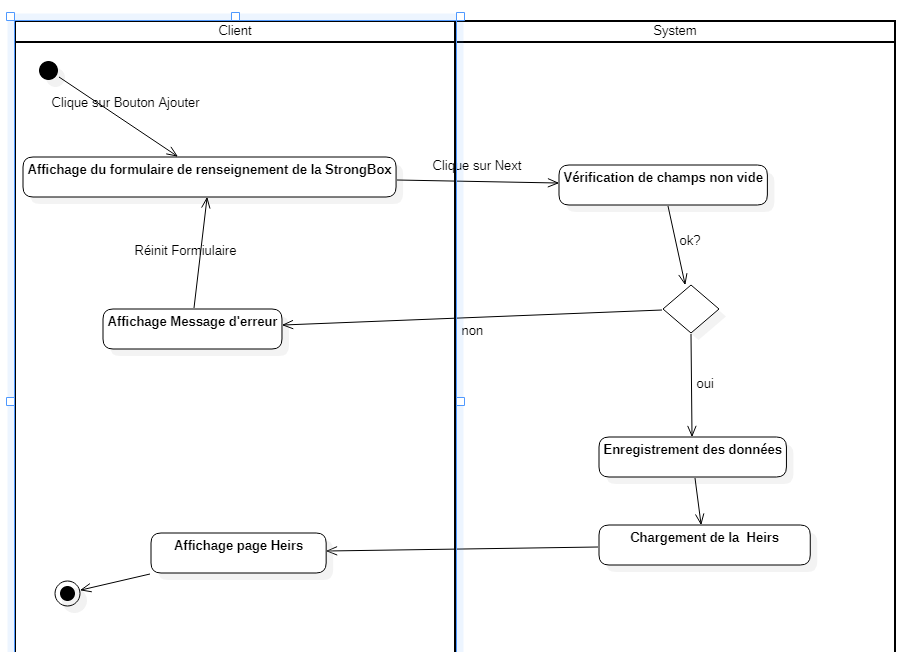 Client
System
Clique sur Bouton Ajouter
Affichage du formulaire de renseignement de la StrongBox
Clique sur Next
Vérification de champs non vide
ok?
Réinit Formiulaire
Affichage Message d'erreur
non
oui
Enregistrement des données
Chargement de la  Heirs
Affichage page Heirs